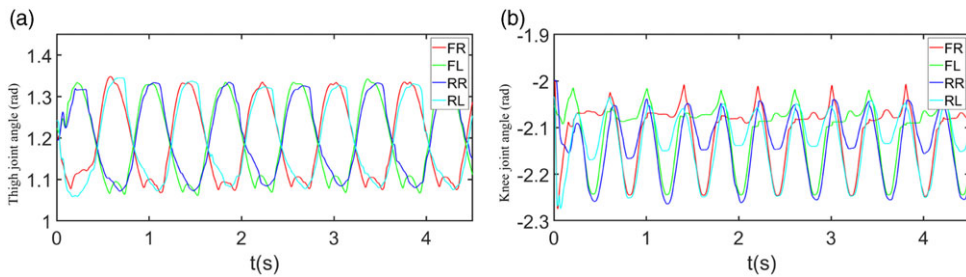 (a)
Thigh joint angle (rad)
1.4
1.3
1.2
1.1
1
0
1
2
3
4
t(s)
FR
FL
RR
RL
(b)
Knee joint angle (rad)
-1.9
-2
-2.1
-2.2
-2.3
0
1
2
3
4
t(s)
FR
FL
RR
RL